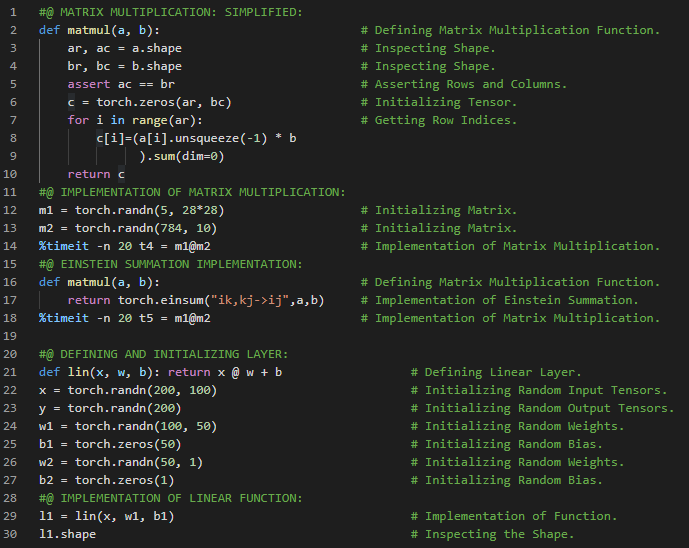 1 #@ MATRIX MULTIPLICATION: SIMPLIFIED:
2 def matmul(a, b): # Defining Matrix Multiplication Function.
3 ar, ac = a.shape # Inspecting Shape.
4 br, bc = b.shape # Inspecting Shape.
5 assert ac == br # Asserting Rows and Columns.
6 c = torch.zeros(ar, bc) # Initializing Tensor.
7 for i in range(ar): # Getting Row Indices.
8 c[i]=(a[i].unsqueeze(-1) * b
9 ).sum(dim=0)
10 return c
11 #@ IMPLEMENTATION OF MATRIX MULTIPLICATION:
12 m1 = torch.randn(5, 28*28) # Initializing Matrix.
13 m2 = torch.randn(784, 10) # Initializing Matrix.
14 %timeit -n 20 t4 = m1@m2 # Implementation of Matrix Multiplication.
15 #@ EINSTEIN SUMMATION IMPLEMENTATION:
16 def matmul(a, b): # Defining Matrix Multiplication Function.
17 return torch.einsum("ik,kj->ij",a,b) # Implementation of Einstein Summation.
18 %timeit -n 20 t5 = m1@m2 # Implementation of Matrix Multiplication.
19
20 #@ DEFINING AND INITIALIZING LAYER:
21 def lin(x, w, b): return x @ w + b # Defining Linear Layer.
22 x = torch.randn(200, 100) # Initializing Random Input Tensors.
23 y = torch.randn(200) # Initializing Random Output Tensors.
24 w1 = torch.randn(100, 50) # Initializing Random Weights.
25 b1 = torch.zeros(50) # Initializing Random Bias.
26 w2 = torch.randn(50, 1) # Initializing Random Weights.
27 b2 = torch.zeros(1) # Initializing Random Bias.
28 #@ IMPLEMENTATION OF LINEAR FUNCTION:
29 l1 = lin(x, w1, b1) # Implementation of Function.
30 l1.shape # Inspecting the Shape.